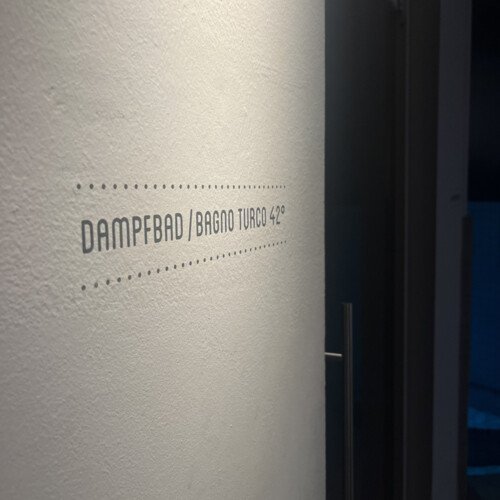 DAMPFBAD / BAGNO TURCO 42°